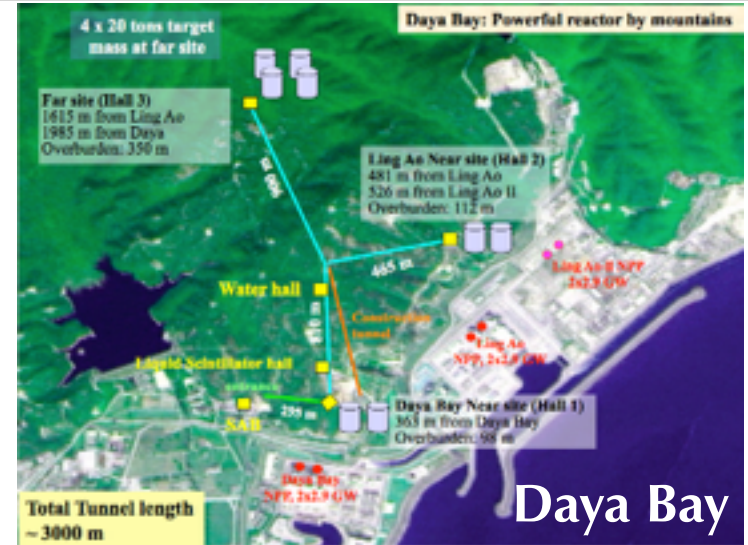 4 x 20 tons target
mass at far site
Daya Bay: Powerful reactor by mountains
Far site (Hall 3)
1615 m from Ling Ao
1985 m from Daya
Overburden: 350 m
900 m
Ling Ao Near site (Hall 2)
481 m from Ling Ao
526 m from Ling Ao II
Overburden: 112 m
465 m
Ling Ao-II NPP
2x2.9 GW
Water hall
810 m
Construction
tunnel
Ling Ao
NPP, 2x2.9 GW
Liquid Scintillator hall
entrance
295 m
SAB
Daya Bay Near site (Hall 1)
363 m from Daya Bay
Overburden: 98 m
Daya Bay
NPP, 2x2.9 GW
Total Tunnel length
~ 3000 m
Daya Bay